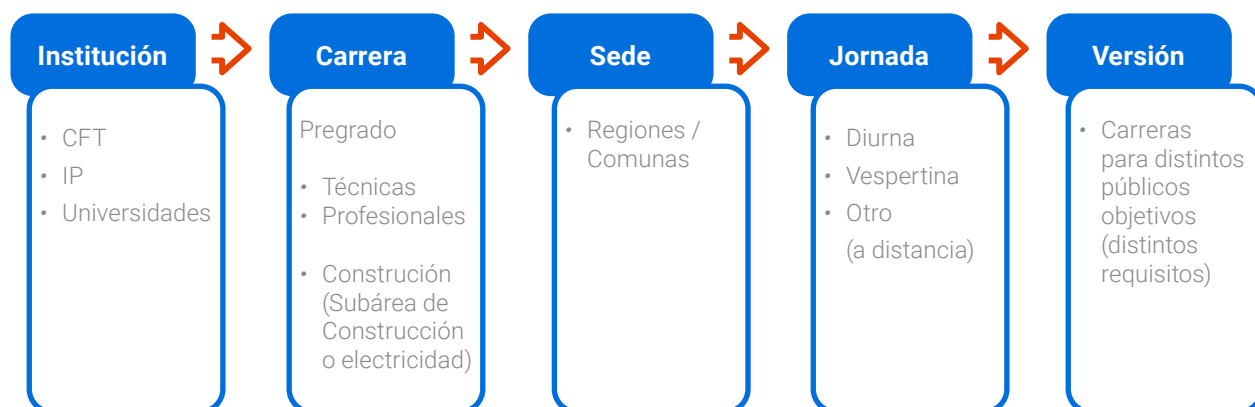 Institución
Carrera
Sede
Jornada
Versión
• CFT
• IP
• Universidades
Pregrado
• Técnicas
• Profesionales
• Construción
(Subárea de
Construcción
o electricidad)
• Regiones /
Comunas
• Diurna
• Vespertina
• Otro
(a distancia)
• Carreras
para distintos
públicos
objetivos
(distintos
requisitos)